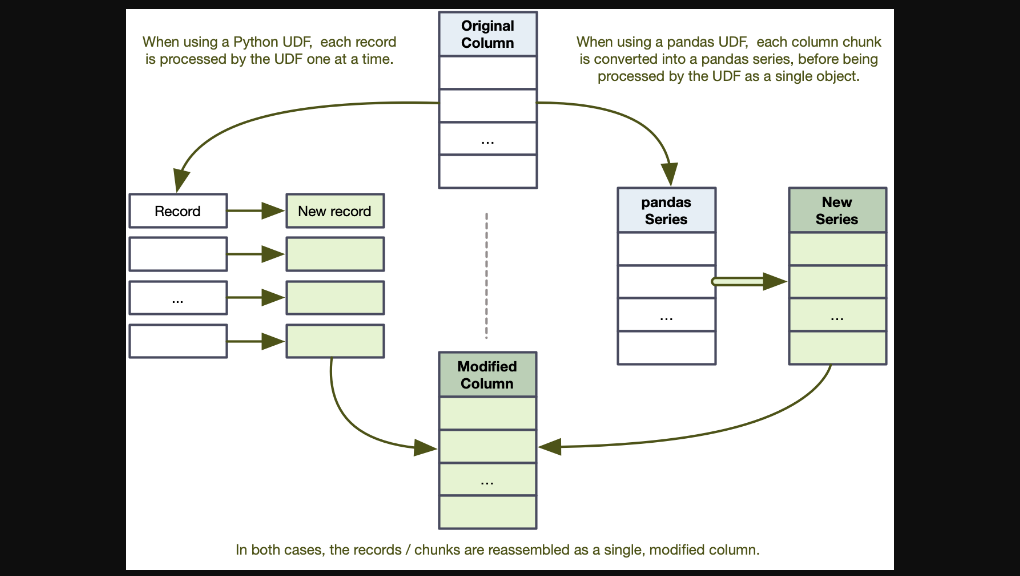 When using a Python UDF, each record
is processed by the UDF one at a time.
Original
Column
...
When using a pandas UDF, each column chunk
is converted into a pandas series, before being
processed by the UDF as a single object.
Record
New record
...
pandas
Series
...
New
Series
...
Modified
Column
...
In both cases, the records / chunks are reassembled as a single, modified column.